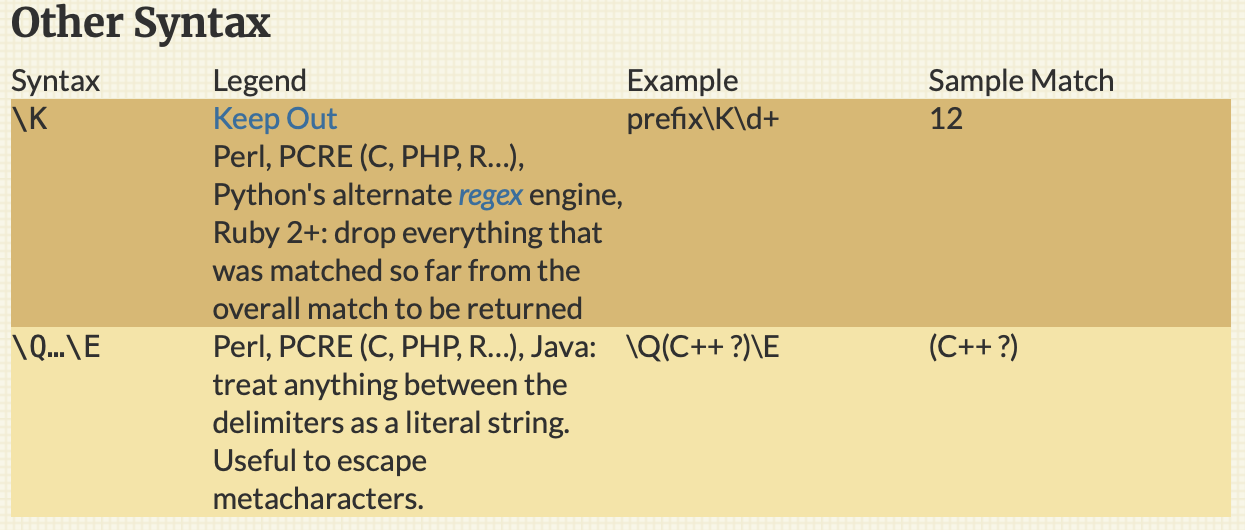 Other Syntax
Syntax Legend Example Sample Match
\K Keep Out prefix\K\d+ 12
Perl, PCRE (C, PHP, R…),
Python's alternate regex engine,
Ruby 2+: drop everything that
was matched so far from the
overall match to be returned
\Q…\E Perl, PCRE (C, PHP, R…), Java: \Q(C++ ?)\E (C++ ?)
treat anything between the
delimiters as a literal string.
Useful to escape
metacharacters.